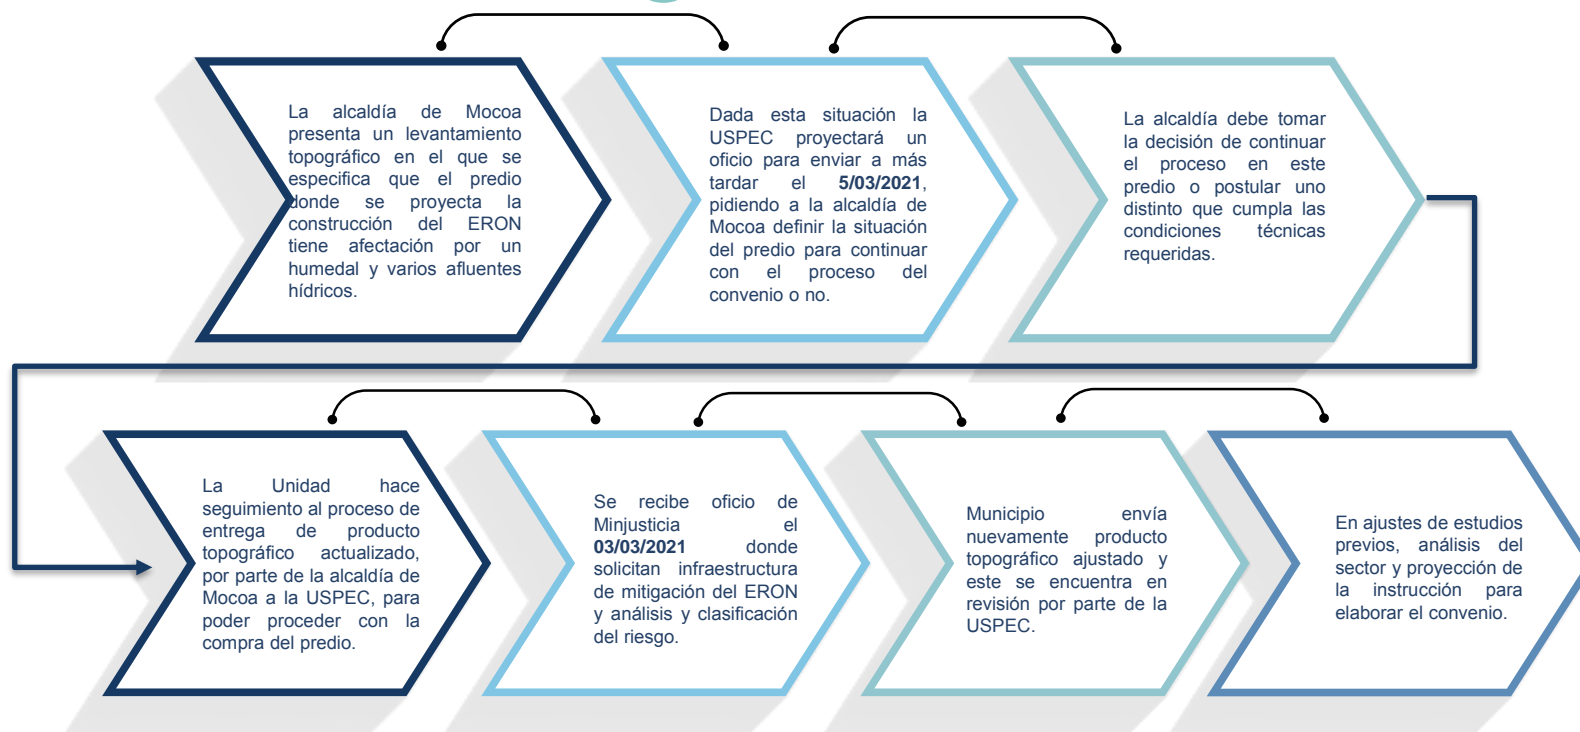 La alcaldía de Mocoa
presenta un levantamiento
topográfico en el que se
especifica que el predio
donde se proyecta la
construcción del ERON
tiene afectación por un
humedal y varios afluentes
hídricos.
Dada esta situación la
USPEC proyectará un
oficio para enviar a más
tardar el 5/03/2021,
pidiendo a la alcaldía de
Mocoa definir la situación
del predio para continuar
con el proceso del
convenio o no.
La alcaldía debe tomar
la decisión de continuar
el proceso en este
predio o postular uno
distinto que cumpla las
condiciones técnicas
requeridas.
La Unidad hace
seguimiento al proceso de
entrega de producto
topográfico actualizado,
por parte de la alcaldía de
Mocoa a la USPEC, para
poder proceder con la
compra del predio.
Se recibe oficio de
Minjusticia el
03/03/2021 donde
solicitan infraestructura
de mitigación del ERON
y análisis y clasificación
del riesgo.
Municipio envía
nuevamente producto
topográfico ajustado y
este se encuentra en
revisión por parte de la
USPEC.
En ajustes de estudios
previos, análisis del
sector y proyección de
la instrucción para
elaborar el convenio.